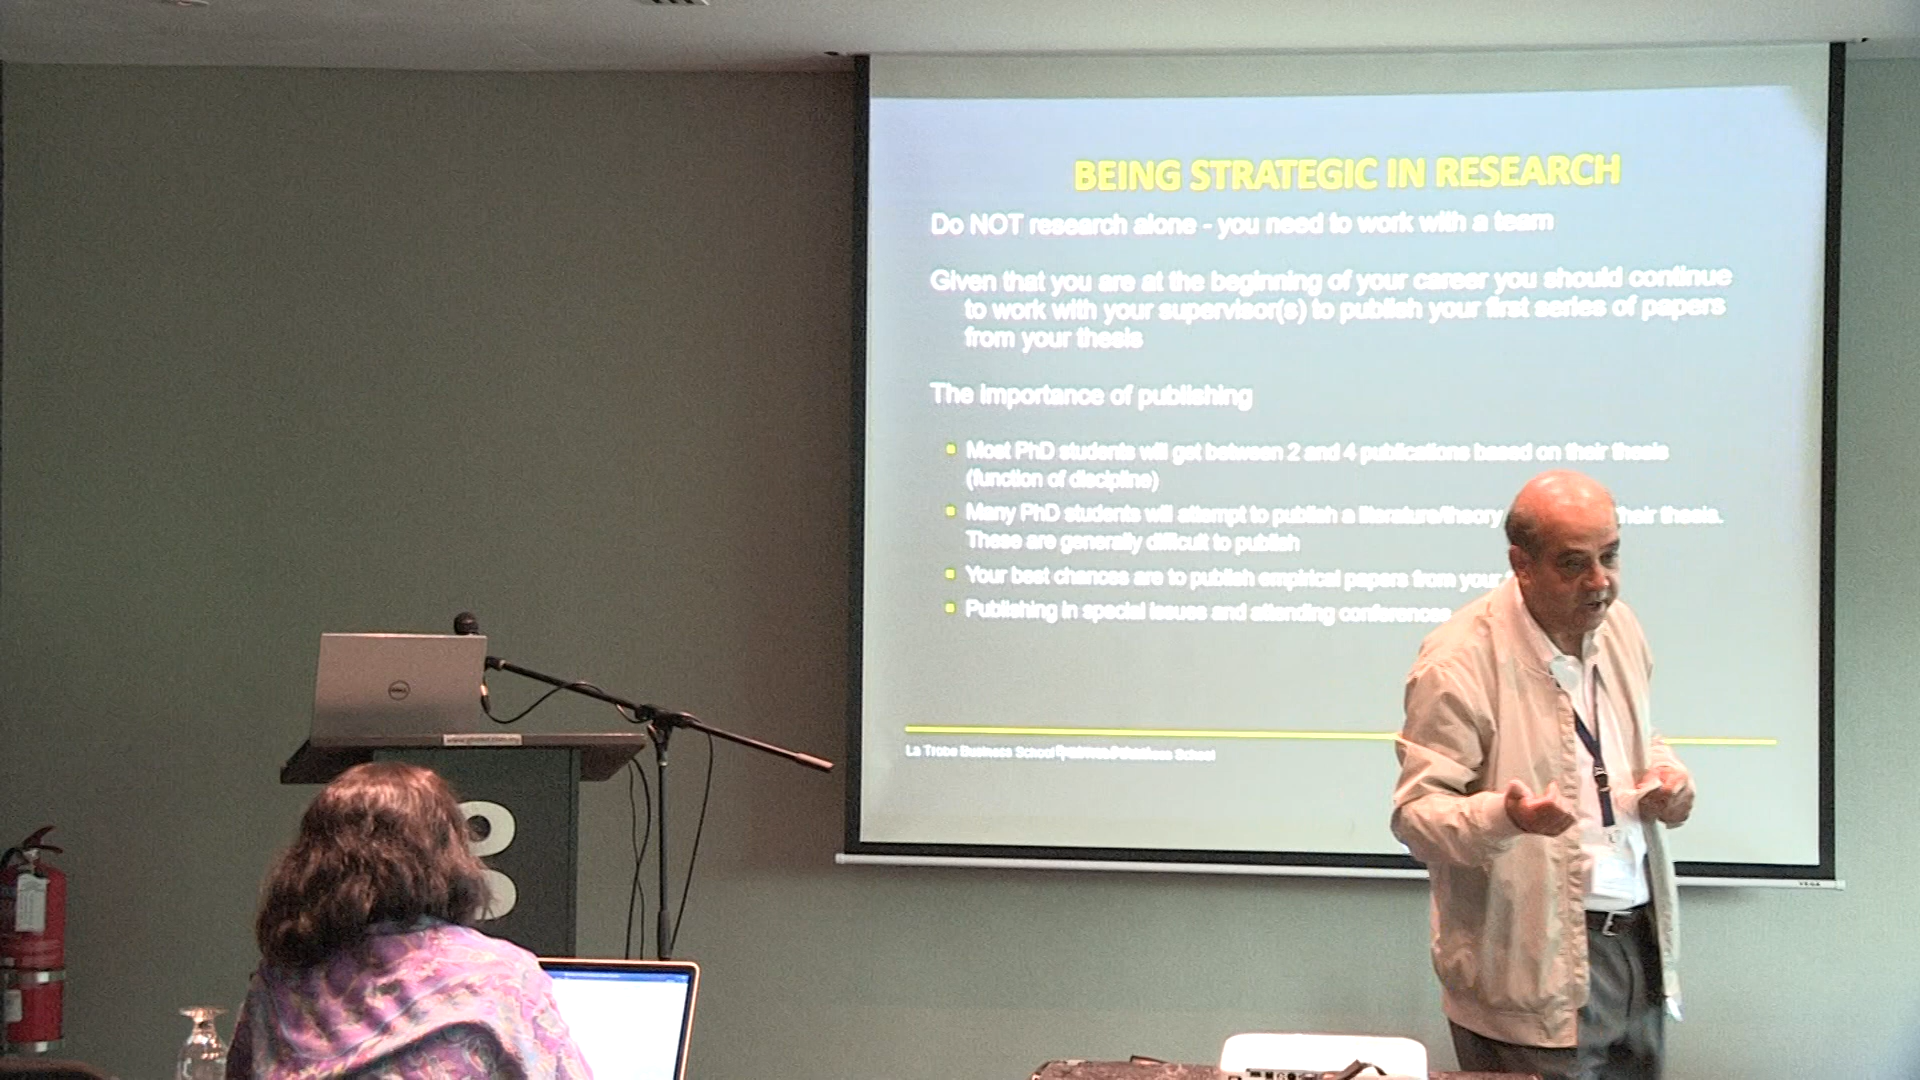 BEING STRATEGIC IN RESEARCH
Do NOT research alone - you need to work with a team
Given that you are at the beginning of your career you should continue
to work with your supervisor(s) to publish your first series of papers
from your thesis
The importance of publishing
Most PhD students will get between 2 and 4 publications based on their thesis
(function of discipline)
Many PhD students will attempt to publish a literature/theory their thesis.
These are generally difficult to publish
Your best chances are to publish empirical papers from your
Publishing in special issues and attending conferences
La Trobe Business School
DELL
VEGA